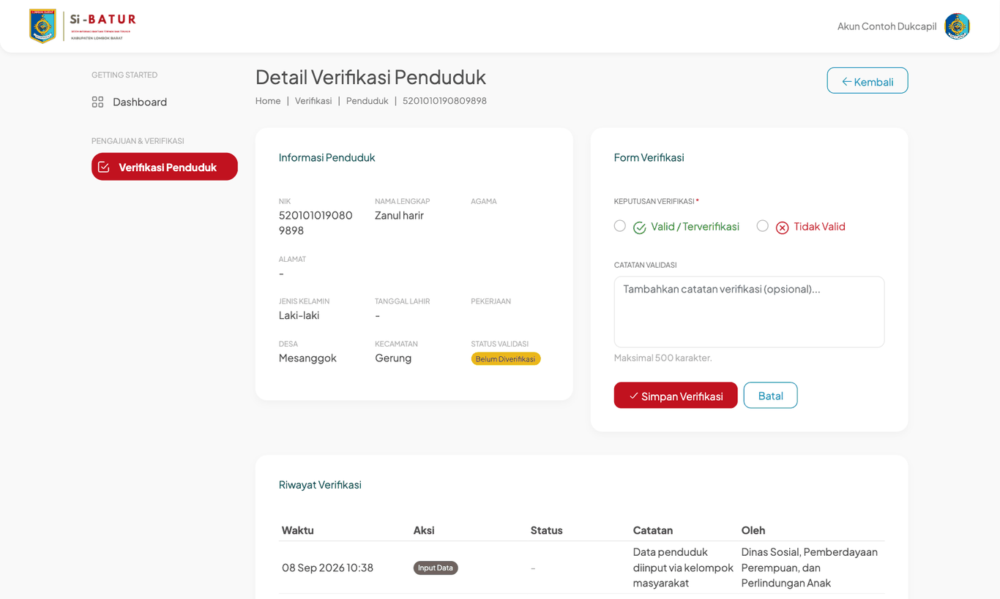 LOMBOK BARAT
Si-BATUR
KABUPATEN LOMBOK BARAT
Akun Contoh Dukcapil
GETTING STARTED
Dashboard
PENGAJUAN & VERIFIKASI
Verifikasi Penduduk
Detail Verifikasi Penduduk
Home | Verifikasi | Penduduk | 5201010190809898
Kembali
Informasi Penduduk
NIK
520101019080
9898
NAMA LENGKAP
Zanul harir
AGAMA
ALAMAT
-
JENIS KELAMIN
Laki-laki
TANGGAL LAHIR
-
PEKERJAAN
DESA
Mesanggok
KECAMATAN
Gerung
STATUS VALIDASI
Belum Diverifikasi
Form Verifikasi
KEPUTUSAN VERIFIKASI *
Valid / Terverifikasi
Tidak Valid
CATATAN VALIDASI
Tambahkan catatan verifikasi (opsional)...
Maksimal 500 karakter.
Simpan Verifikasi
Batal
Riwayat Verifikasi
Waktu Aksi Status Catatan Oleh
08 Sep 2026 10:38
Input Data
-
Data penduduk
diinput via kelompok
masyarakat
Dinas Sosial, Pemberdayaan
Perempuan, dan
Perlindungan Anak